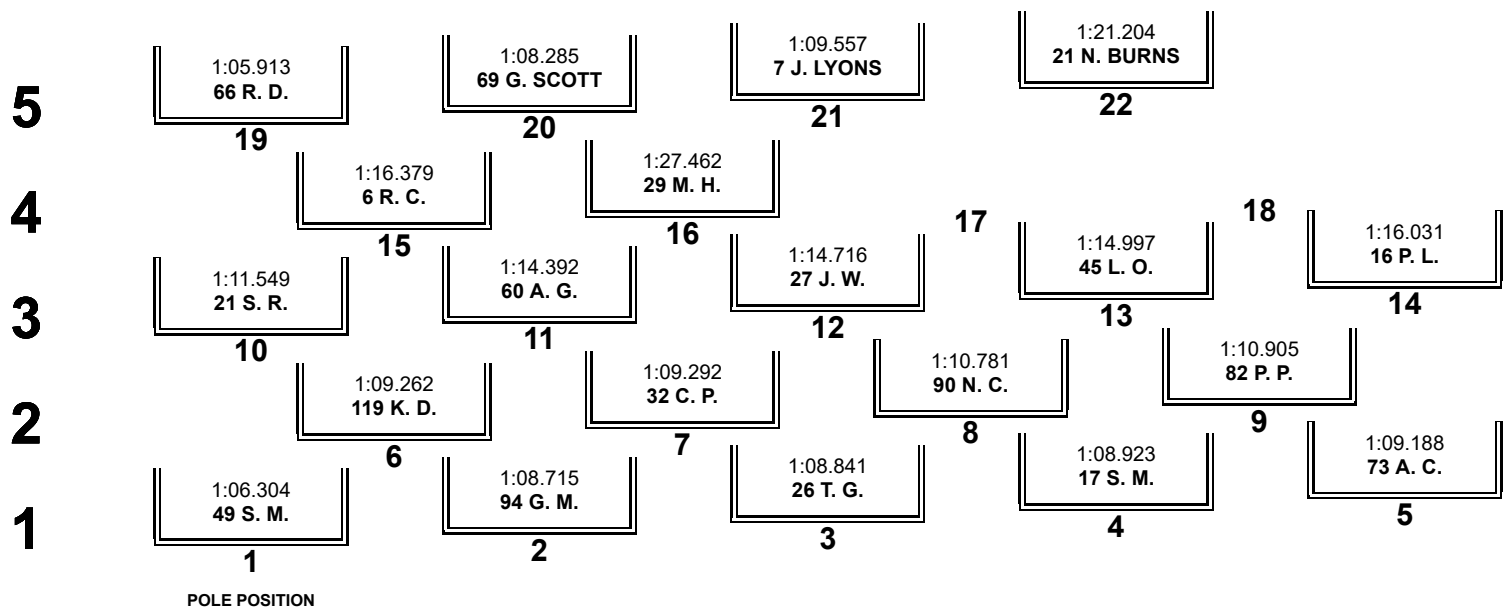 5
1:05.913
66 R. D.
19
1:08.285
69 G. SCOTT
20
1:09.557
7 J. LYONS
21
1:21.204
21 N. BURNS
22
4
1:16.379
6 R. C.
15
1:27.462
29 M. H.
16
17
18
3
1:11.549
21 S. R.
10
1:14.392
60 A. G.
11
1:14.716
27 J. W.
12
1:14.997
45 L. O.
13
1:16.031
16 P. L.
14
2
1:09.262
119 K. D.
6
1:09.292
32 C. P.
7
1:10.781
90 N. C.
8
1:10.905
82 P. P.
9
1
1:06.304
49 S. M.
1
1:08.715
94 G. M.
2
1:08.841
26 T. G.
3
1:08.923
17 S. M.
4
1:09.188
73 A. C.
5
POLE POSITION